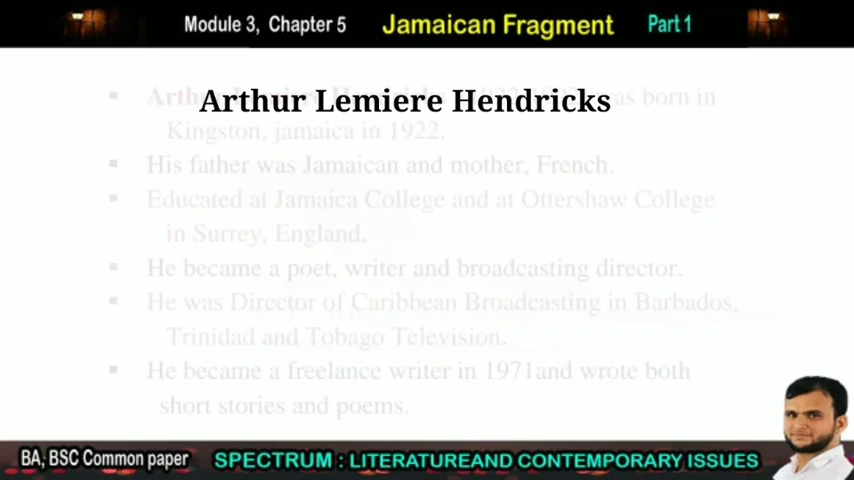 Module 3, Chapter 5 Jamaican Fragment Part 1
Arthur Lemiere Hendricks
was born in
Kingston, jamaica in 1922.
▪ His father was Jamaican and mother, French.
▪ Educated at Jamaica College and at Ottershaw College
in Surrey, England,
▪ He became a poet, writer and broadcasting director.
▪ He was Director of Caribbean Broadcasting in Barbados,
Trinidad and Tobago Television.
▪ He became a freelance writer in 1971and wrote both
short stories and poems.
BA, BSC Common paper SPECTRUM : LITERATUREAND CONTEMPORARY ISSUES